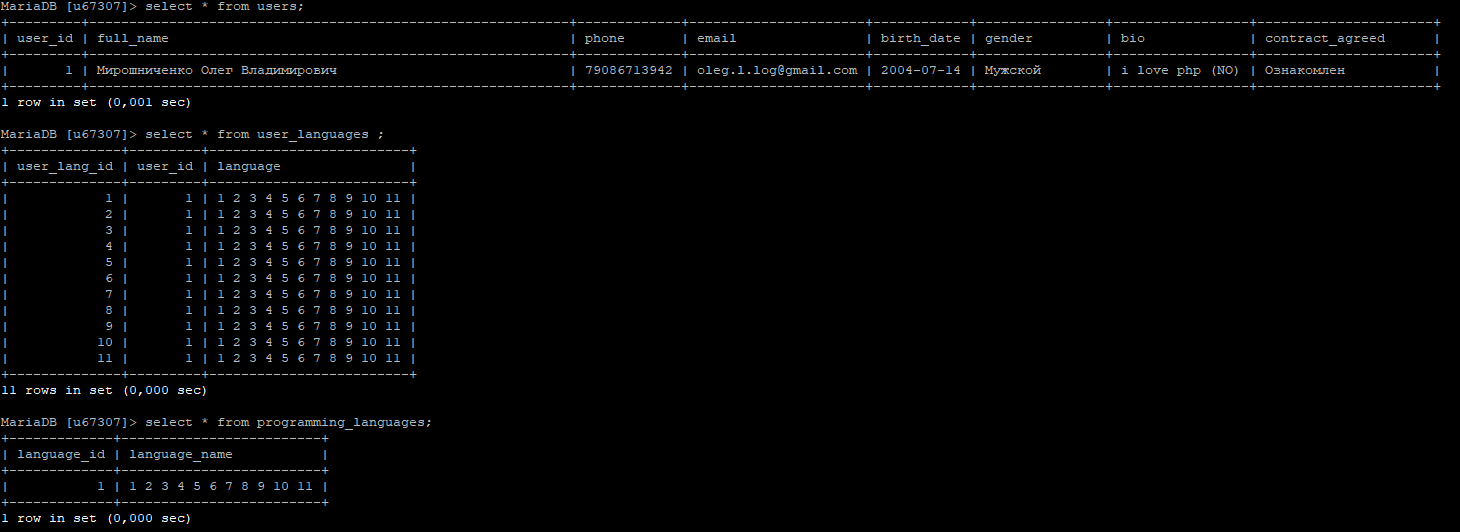 MariaDB [u67307]> select * from users;
+---------+------------------------------------------------------------+-------------+----------------------+------------+----------------+-----------------+----------------------+
| user_id | full_name | phone | email | birth_date | gender | bio | contract_agreed |
+---------+------------------------------------------------------------+-------------+----------------------+------------+----------------+-----------------+----------------------+
| 1 | Мирошниченко Олег Владимирович | 79086713942 | oleg.l.log@gmail.com | 2004-07-14 | Мужской | i love php (NO) | Ознакомлен |
+---------+------------------------------------------------------------+-------------+----------------------+------------+----------------+-----------------+----------------------+
1 row in set (0,001 sec)
MariaDB [u67307]> select * from user_languages ;
+--------------+---------+-------------------------+
| user_lang_id | user_id | language |
+--------------+---------+-------------------------+
| 1 | 1 | 1 2 3 4 5 6 7 8 9 10 11 |
| 2 | 1 | 1 2 3 4 5 6 7 8 9 10 11 |
| 3 | 1 | 1 2 3 4 5 6 7 8 9 10 11 |
| 4 | 1 | 1 2 3 4 5 6 7 8 9 10 11 |
| 5 | 1 | 1 2 3 4 5 6 7 8 9 10 11 |
| 6 | 1 | 1 2 3 4 5 6 7 8 9 10 11 |
| 7 | 1 | 1 2 3 4 5 6 7 8 9 10 11 |
| 8 | 1 | 1 2 3 4 5 6 7 8 9 10 11 |
| 9 | 1 | 1 2 3 4 5 6 7 8 9 10 11 |
| 10 | 1 | 1 2 3 4 5 6 7 8 9 10 11 |
| 11 | 1 | 1 2 3 4 5 6 7 8 9 10 11 |
+--------------+---------+-------------------------+
11 rows in set (0,000 sec)
MariaDB [u67307]> select * from programming_languages;
+-------------+-------------------------+
| language_id | language_name |
+-------------+-------------------------+
| 1 | 1 2 3 4 5 6 7 8 9 10 11 |
+-------------+-------------------------+
1 row in set (0,000 sec)